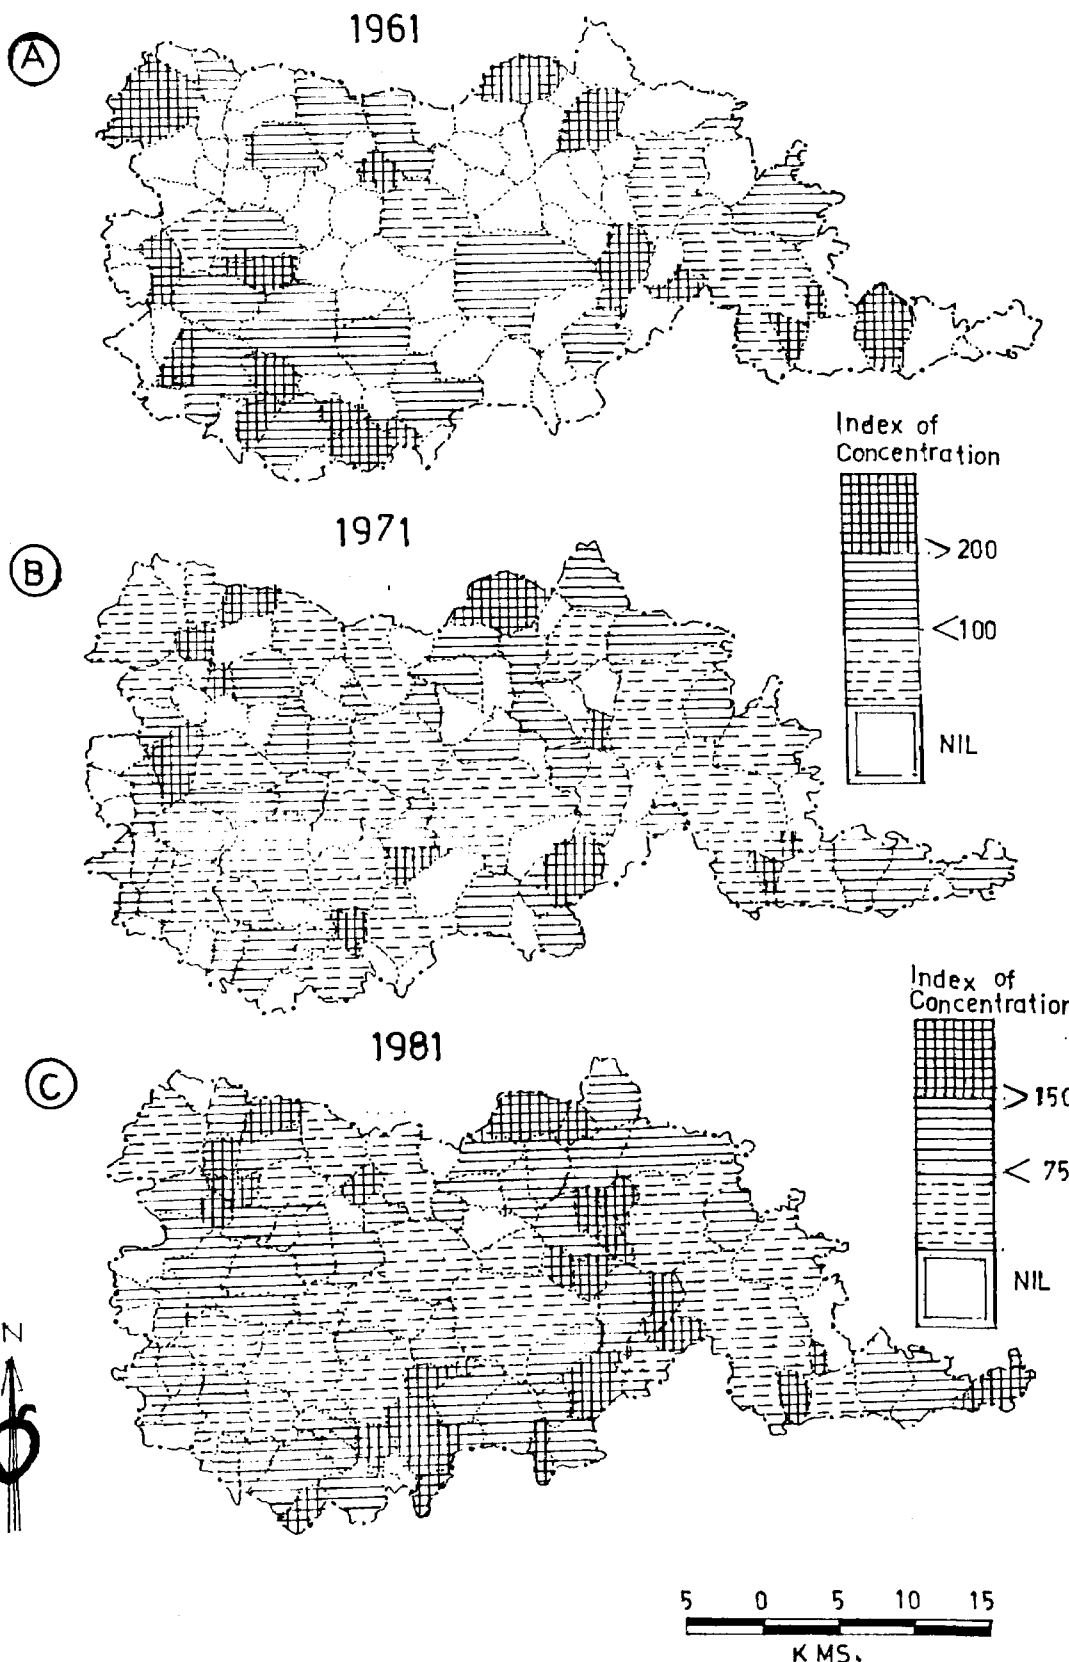 1961
A
Index of
Concentration
> 200
< 100
NIL
1971
B
Index of
Concentration
> 150
< 75
NIL
1981
C
N
5 0 5 10 15
KMS.